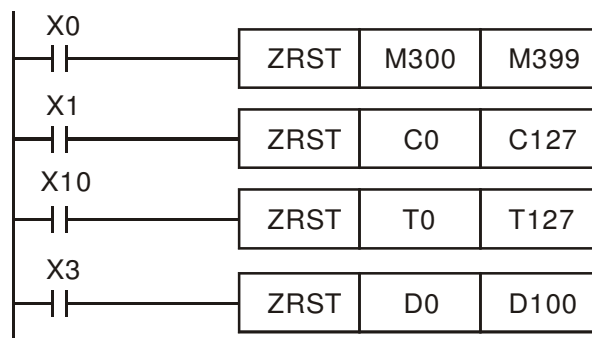 X0
ZRST M300 M399
X1
ZRST C0 C127
X10
ZRST T0 T127
X3
ZRST D0 D100